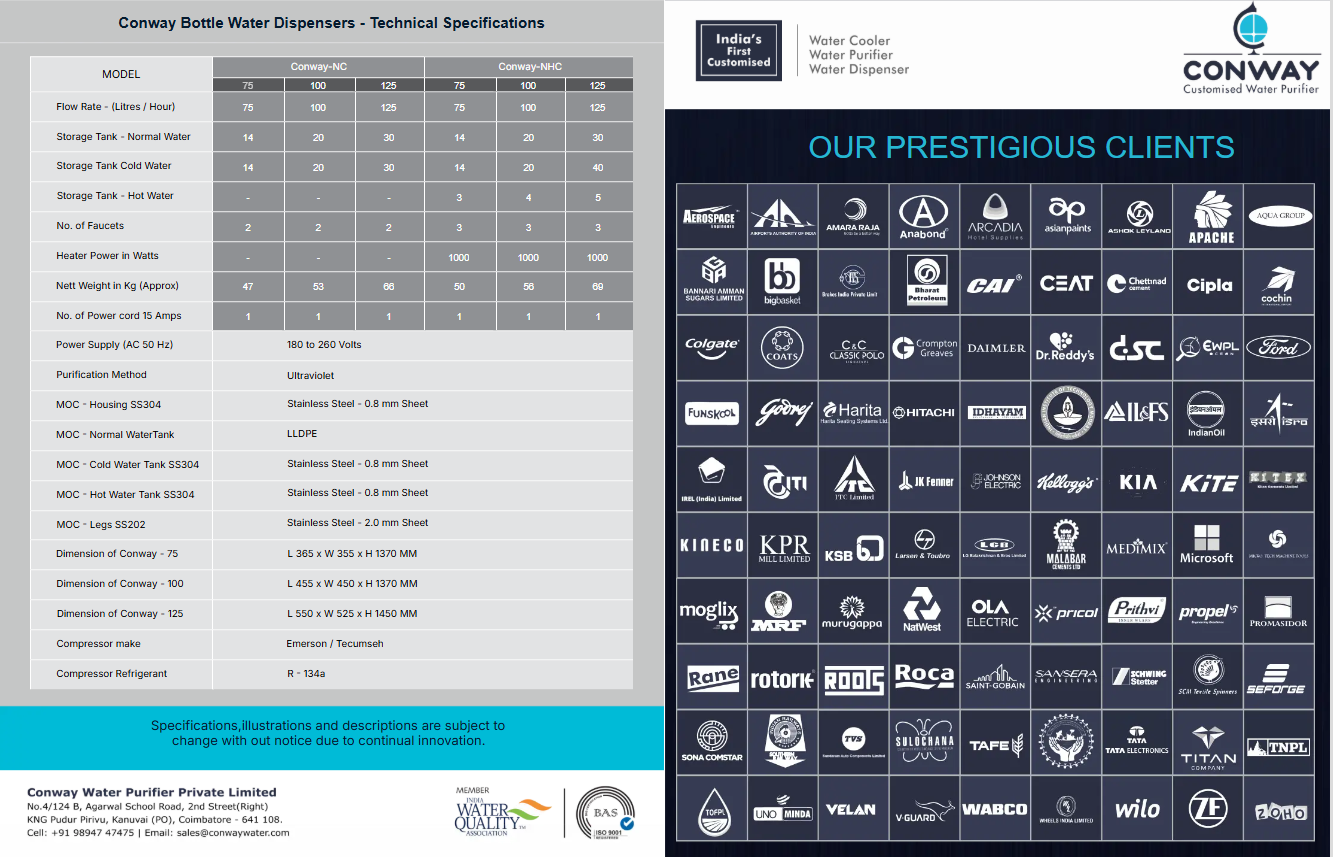 Conway Bottle Water Dispensers - Technical Specifications
MODEL
Conway-NC
Conway-NHC
75 100 125 75 100 125
Flow Rate - (Litres / Hour) 75 100 125 75 100 125
Storage Tank - Normal Water 14 20 30 14 20 30
Storage Tank Cold Water 14 20 30 14 20 40
Storage Tank - Hot Water - - - 3 4 5
No. of Faucets 2 2 2 3 3 3
Heater Power in Watts - - - 1000 1000 1000
Nett Weight in Kg (Approx) 47 53 66 50 56 69
No. of Power cord 15 Amps 1 1 1 1 1 1
Power Supply (AC 50 Hz) 180 to 260 Volts
Purification Method Ultraviolet
MOC - Housing SS304 Stainless Steel - 0.8 mm Sheet
MOC - Normal WaterTank LLDPE
MOC - Cold Water Tank SS304 Stainless Steel - 0.8 mm Sheet
MOC - Hot Water Tank SS304 Stainless Steel - 0.8 mm Sheet
MOC - Legs SS202 Stainless Steel - 2.0 mm Sheet
Dimension of Conway - 75 L 365 x W 355 x H 1370 MM
Dimension of Conway - 100 L 455 x W 450 x H 1370 MM
Dimension of Conway - 125 L 550 x W 525 x H 1450 MM
Compressor make Emerson / Tecumseh
Compressor Refrigerant R - 134a
Specifications,illustrations and descriptions are subject to
change with out notice due to continual innovation.
Conway Water Purifier Private Limited
No.4/124 B, Agarwal School Road, 2nd Street(Right)
KNG Pudur Pirivu, Kanuvai (PO), Coimbatore - 641 108.
Cell: +91 98947 47475 | Email: sales@conwaywater.com
MEMBER
INDIA
WATER
QUALITY™
ASSOCIATION
BAS
ISO 9001
India's
First
Customised
Water Cooler
Water Purifier
Water Dispenser
CONWAY
Customised Water Purifier
OUR PRESTIGIOUS CLIENTS
AEROSPACE
AIRPORTS AUTHORITY OF INDIA
AMARA RAJA
Anabond
ARCADIA
Hotel Supplies
ap
asianpaints
ASHOK LEYLAND
APACHE
AQUA GROUP
BANNARI AMMAN
SUGARS LIMITED
bb
bigbasket
Brakes India Private Limit
Bharat
Petroleum
CAI®
CEAT
Chettinad
cement
Cipla
cochin
Colgate
COATS
C&C
CLASSIC POLO
Crompton
Greaves
DAIMLER
Dr.Reddy's
dsc
EWPL
Ford
FUNSKOOL
Godrej
Harita
Harita Seating Systems Ltd.
HITACHI
IDHAYAM
IL&FS
इंडियनऑयल
IndianOil
इसरो isro
IREL (India) Limited
ITI
ITC Limited
JK Fenner
JOHNSON
ELECTRIC
Kellogg's
KIA
KiTE
KITEX
KINECO
KPR
MILL LIMITED
KSB
Larsen & Toubro
LGB
MALABAR
CEMENTS LTD
MEDIMIX
Microsoft
moglix
MRF
murugappa
NatWest
OLA
ELECTRIC
pricol
Prithvi
INNER WEARS
propel
PROMASIDOR
Rane
rotork
ROOTS
Roca
SAINT-GOBAIN
SANSERA
ENGINEERING
SCHWING
Stetter
SCM Textile Spinners
SEFORGE
SONA COMSTAR
SOUTHERN
RAILWAY
TVS
SULOCHANA
TAFE
TATA
TATA ELECTRONICS
TITAN
COMPANY
TNPL
TOFPL
UNO MINDA
VELAN
V-GUARD
WABCO
WHEELS INDIA LIMITED
wilo
ZF
ZOHO